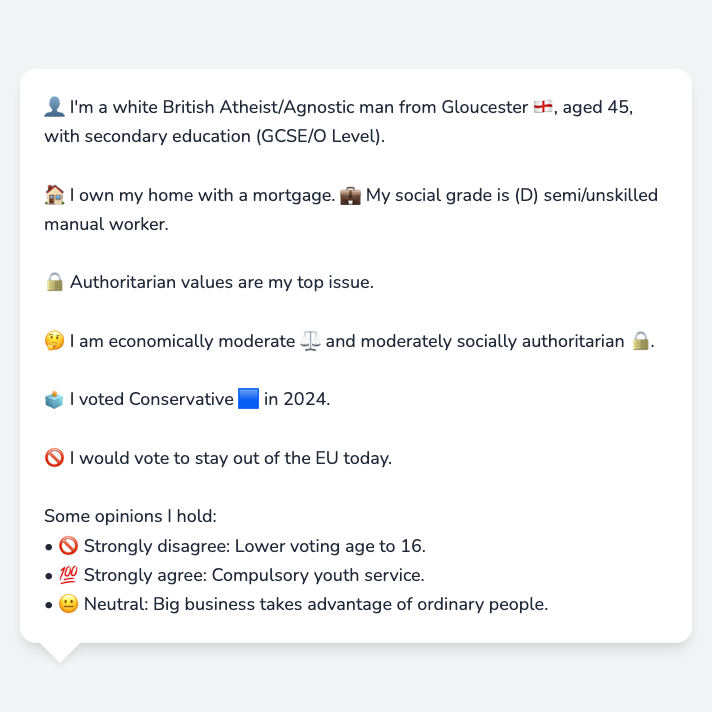 👤 I'm a white British Atheist/Agnostic man from Gloucester 🏴󠁧󠁢󠁥󠁮󠁧󠁿, aged 45,
with secondary education (GCSE/O Level).
🏠 I own my home with a mortgage. 💼 My social grade is (D) semi/unskilled
manual worker.
🔒 Authoritarian values are my top issue.
🤔 I am economically moderate ⚖️ and moderately socially authoritarian 🔒.
🗳️ I voted Conservative 🟦 in 2024.
🚫 I would vote to stay out of the EU today.
Some opinions I hold:
• 🚫 Strongly disagree: Lower voting age to 16.
• 💯 Strongly agree: Compulsory youth service.
• 😐 Neutral: Big business takes advantage of ordinary people.